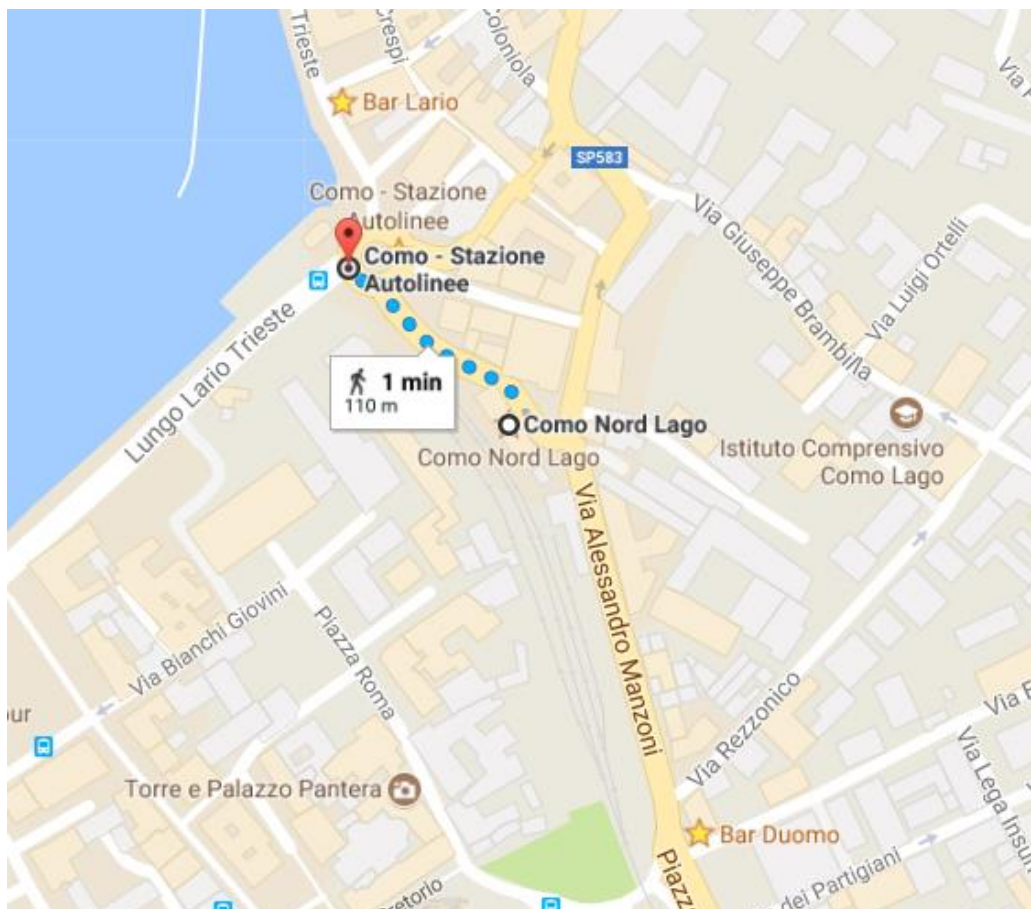 Trieste
Crespi
Coloniola
Bar Lario
SP583
Como - Stazione
Autolinee
Como - Stazione
Autolinee
Via Giuseppe Brambilla
Via Luigi Ortelli
Lungo Lario Trieste
1 min
110 m
Como Nord Lago
Como Nord Lago
Istituto Comprensivo
Como Lago
Via Alessandro Manzoni
Via Bianchi Giovini
Piazza Roma
Via Rezzonico
Via Lega Insur
Torre e Palazzo Pantera
Bar Duomo
Piazza
dei Partigiani